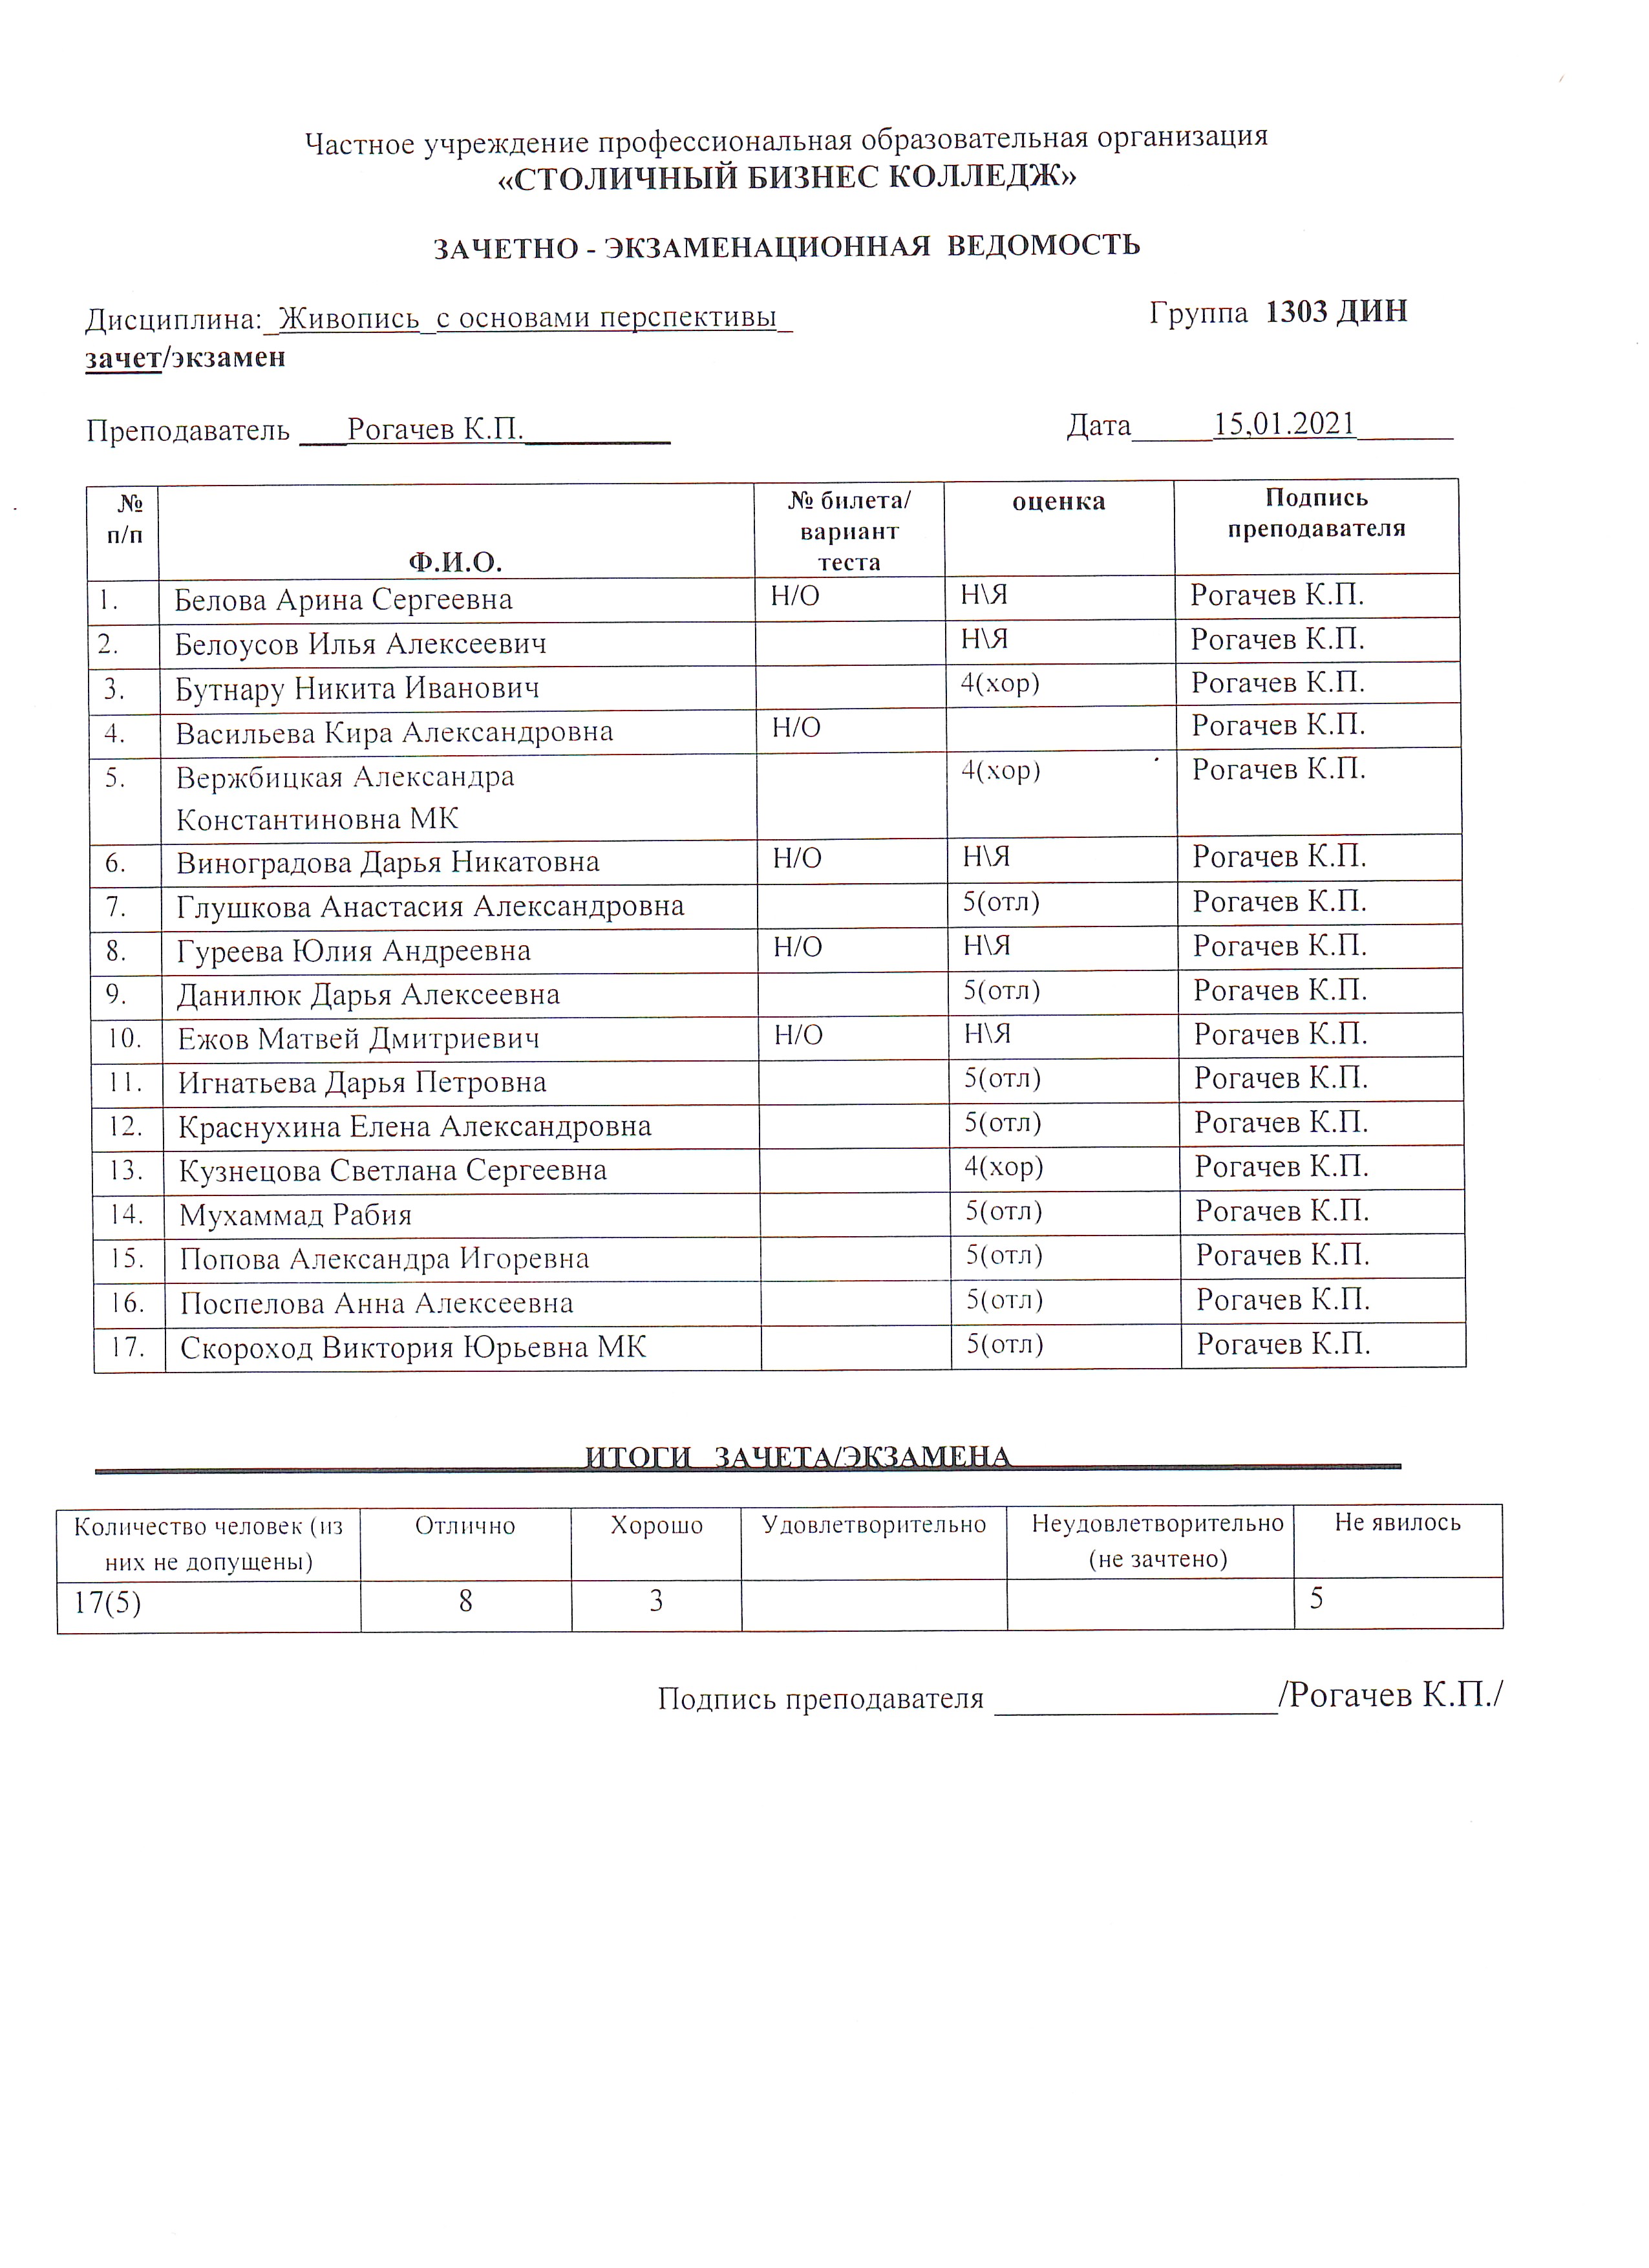 Частное учреждение профессиональная образовательная организация
«СТОЛИЧНЫЙ БИЗНЕС КОЛЛЕДЖ»
ЗАЧЕТНО - ЭКЗАМЕНАЦИОННАЯ ВЕДОМОСТЬ
Дисциплина:_Живопись_с основами перспективы_ Группа 1303 ДИН
зачет/экзамен
Преподаватель ___Рогачев К.П._________ Дата_____15,01.2021______
№ п/п Ф.И.О. № билета/ вариант теста оценка Подпись преподавателя
1. Белова Арина Сергеевна Н/О Н\Я Рогачев К.П.
2. Белоусов Илья Алексеевич Н\Я Рогачев К.П.
3. Бутнару Никита Иванович 4(хор) Рогачев К.П.
4. Васильева Кира Александровна Н/О Рогачев К.П.
5. Вержбицкая Александра 4(хор) Рогачев К.П.
Константиновна МК
6. Виноградова Дарья Никатовна Н/О Н\Я Рогачев К.П.
7. Глушкова Анастасия Александровна 5(отл) Рогачев К.П.
8. Гуреева Юлия Андреевна Н/О Н\Я Рогачев К.П.
9. Данилюк Дарья Алексеевна 5(отл) Рогачев К.П.
10. Ежов Матвей Дмитриевич Н/О Н\Я Рогачев К.П.
11. Игнатьева Дарья Петровна 5(отл) Рогачев К.П.
12. Краснухина Елена Александровна 5(отл) Рогачев К.П.
13. Кузнецова Светлана Сергеевна 4(хор) Рогачев К.П.
14. Мухаммад Рабия 5(отл) Рогачев К.П.
15. Попова Александра Игоревна 5(отл) Рогачев К.П.
16. Поспелова Анна Алексеевна 5(отл) Рогачев К.П.
17. Скороход Виктория Юрьевна МК 5(отл) Рогачев К.П.
ИТОГИ ЗАЧЕТА/ЭКЗАМЕНА
Количество человек (из Отлично Хорошо Удовлетворительно Неудовлетворительно Не явилось
них не допущены) (не зачтено)
17(5) 8 3 5
Подпись преподавателя __________________/Рогачев К.П./